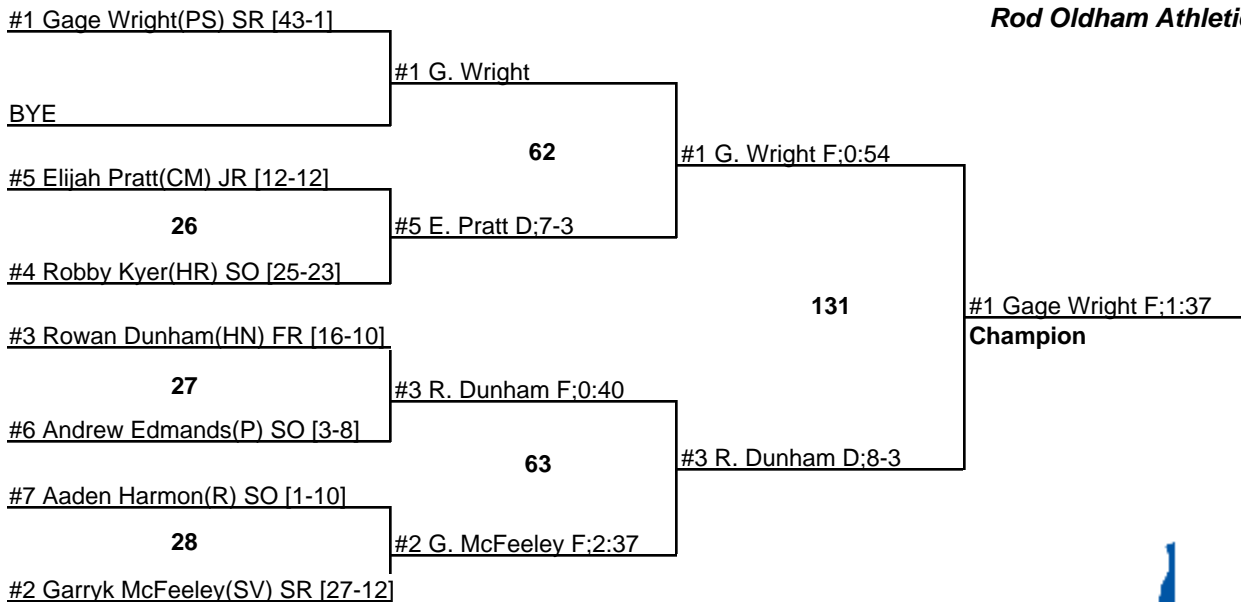 #1 Gage Wright(PS) SR [43-1]
Rod Oldham Athleti
#1 G. Wright
BYE
62
#1 G. Wright F;0:54
#5 Elijah Pratt(CM) JR [12-12]
26
#5 E. Pratt D;7-3
#4 Robby Kyer(HR) SO [25-23]
131
#1 Gage Wright F;1:37
Champion
#3 Rowan Dunham(HN) FR [16-10]
27
#3 R. Dunham F;0:40
#6 Andrew Edmands(P) SO [3-8]
63
#3 R. Dunham D;8-3
#7 Aaden Harmon(R) SO [1-10]
28
#2 G. McFeeley F;2:37
#2 Garryk McFeeley(SV) SR [27-12]